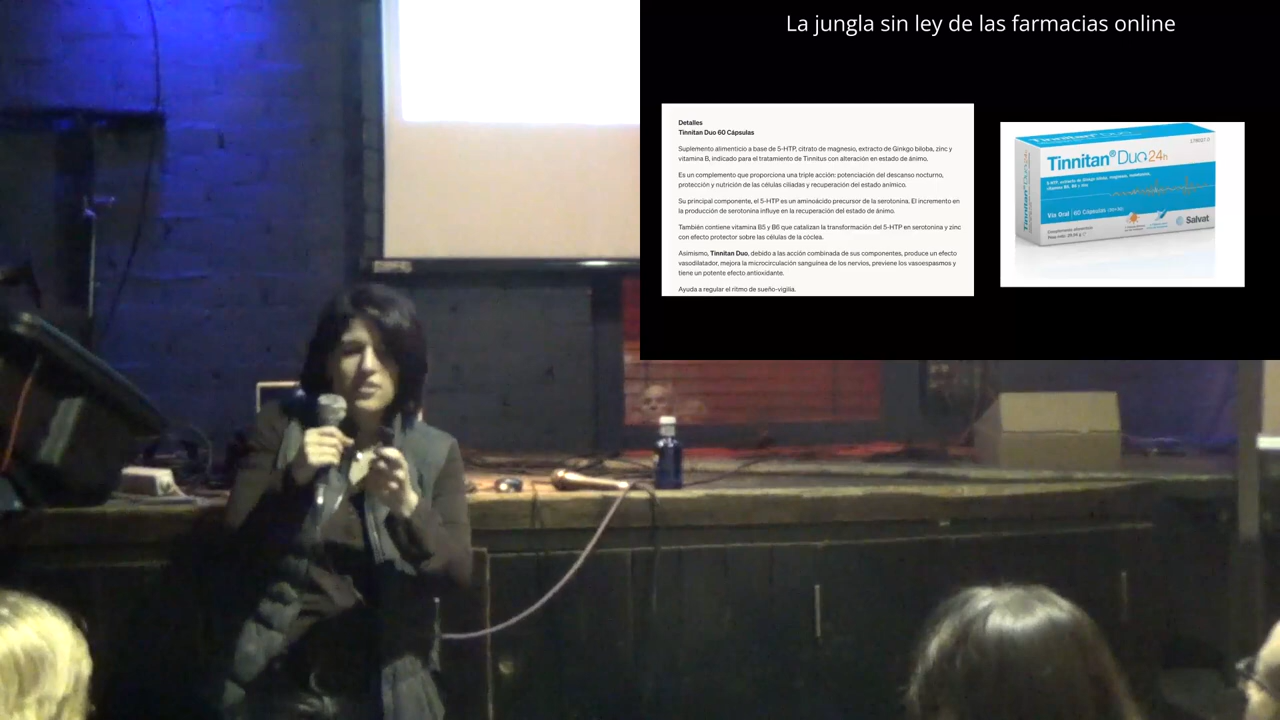 La jungla sin ley de las farmacias online
Detalles
Tinnitan Duo 60 Cápsulas
Suplemento alimenticio a base de 5-HTP, citrato de magnesio, extracto de Ginkgo biloba, zinc y
vitamina B, indicado para el tratamiento de Tinnitus con alteración en estado de ánimo.
Es un complemento que proporciona una triple acción: potenciación del descanso nocturno,
protección y nutrición de las células ciliadas y recuperación del estado anímico.
Su principal componente, el 5-HTP es un aminoácido precursor de la serotonina. El incremento en
la producción de serotonina influye en la recuperación del estado de ánimo.
También contiene vitamina B5 y B6 que catalizan la transformación del 5-HTP en serotonina y zinc
con efecto protector sobre las células de la cóclea.
Asimismo, Tinnitan Duo, debido a las acción combinada de sus componentes, produce un efecto
vasodilatador, mejora la microcirculación sanguínea de los nervios, previene los vasoespasmos y
tiene un potente efecto antioxidante.
Ayuda a regular el ritmo de sueño-vigilia.
Tinnitan® Duo 24h
Vía Oral | 60 Cápsulas
Salvat